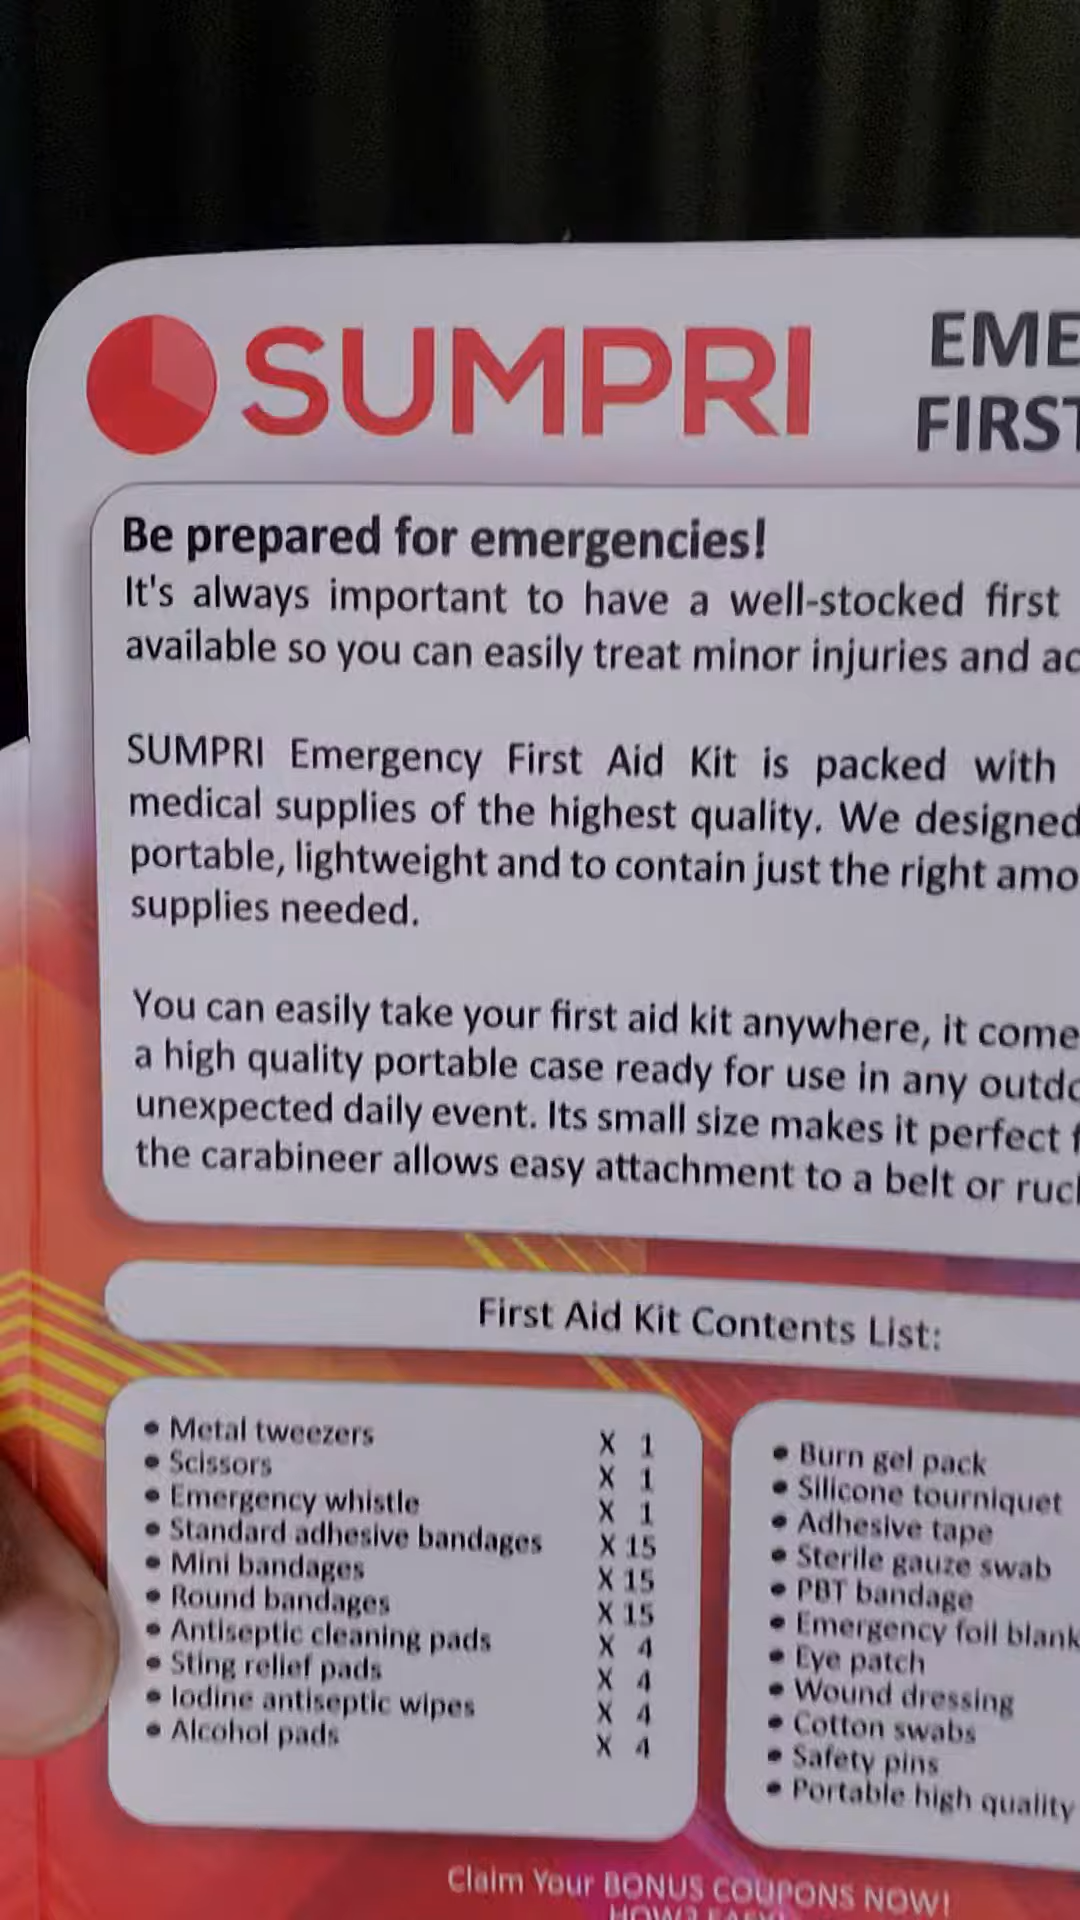 SUMPRI
EME
FIRST
Be prepared for emergencies!
It's always important to have a well-stocked first
available so you can easily treat minor injuries and ac
SUMPRI Emergency First Aid Kit is packed with
medical supplies of the highest quality. We designed
portable, lightweight and to contain just the right amo
supplies needed.
You can easily take your first aid kit anywhere, it come
a high quality portable case ready for use in any outdo
unexpected daily event. Its small size makes it perfect f
the carabineer allows easy attachment to a belt or ruc
First Aid Kit Contents List:
• Metal tweezers X 1
• Scissors X 1
• Emergency whistle X 1
• Standard adhesive bandages X 15
• Mini bandages X 15
• Round bandages X 15
• Antiseptic cleaning pads X 4
• Sting relief pads X 4
• Iodine antiseptic wipes X 4
• Alcohol pads X 4
• Burn gel pack
• Silicone tourniquet
• Adhesive tape
• Sterile gauze swab
• PBT bandage
• Emergency foil blank
• Eye patch
• Wound dressing
• Cotton swabs
• Safety pins
• Portable high quality
Claim Your BONUS COUPONS NOW!
HOW? EASY!